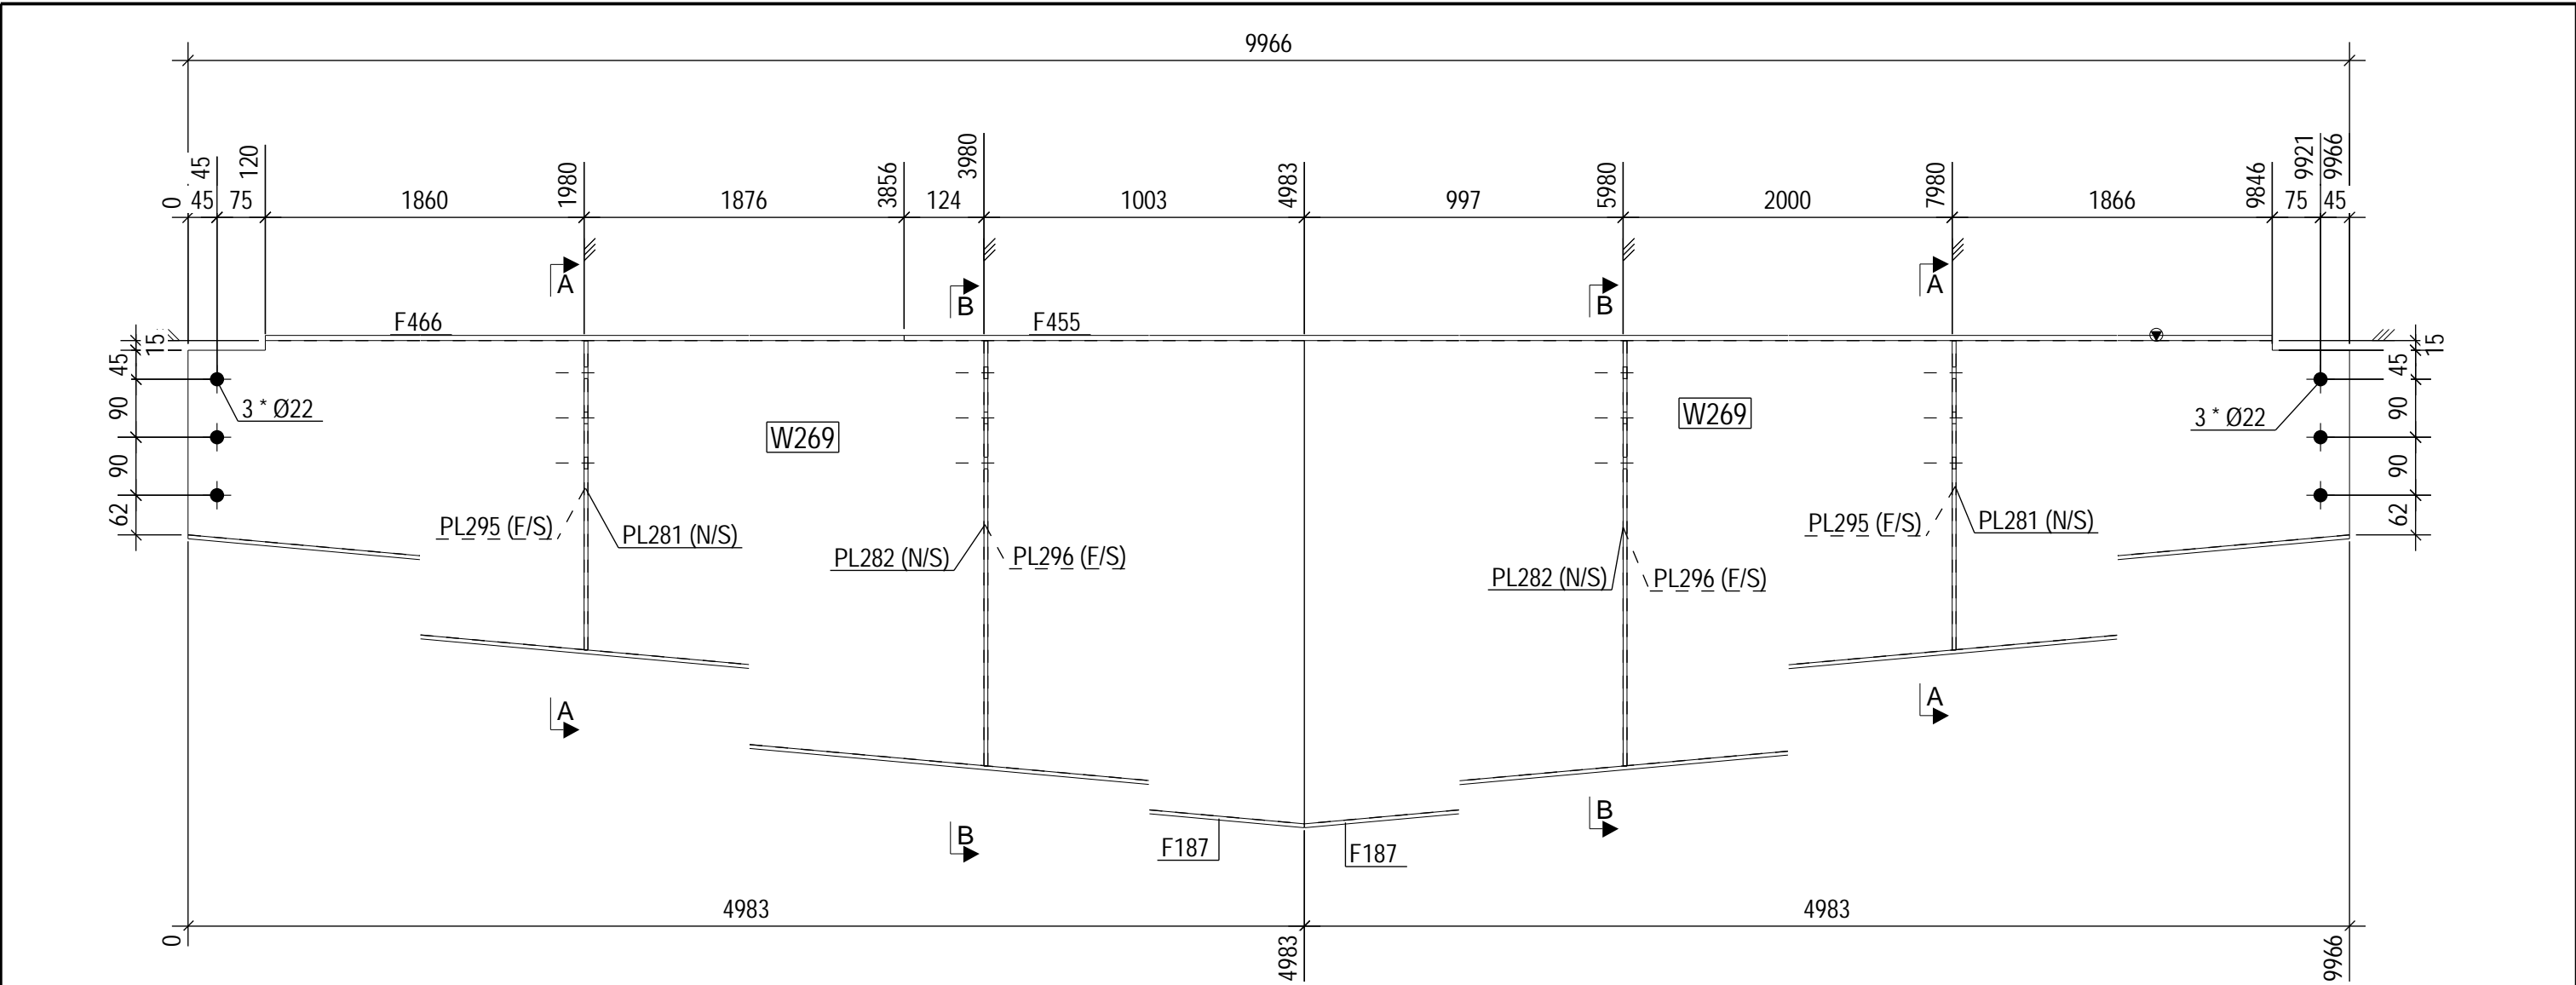 9966
0
45
120
1980
3856
3980
4983
5980
7980
9846
9921
9966
45
75
1860
1876
124
1003
997
2000
1866
75
45
A
B
B
A
F466
F455
15
45
90
90
62
15
45
90
90
62
3 * Ø22
W269
W269
3 * Ø22
PL295 (F/S)
PL281 (N/S)
PL282 (N/S)
PL296 (F/S)
PL282 (N/S)
PL296 (F/S)
PL295 (F/S)
PL281 (N/S)
A
A
B
B
F187
F187
4983
4983
0
4983
9966